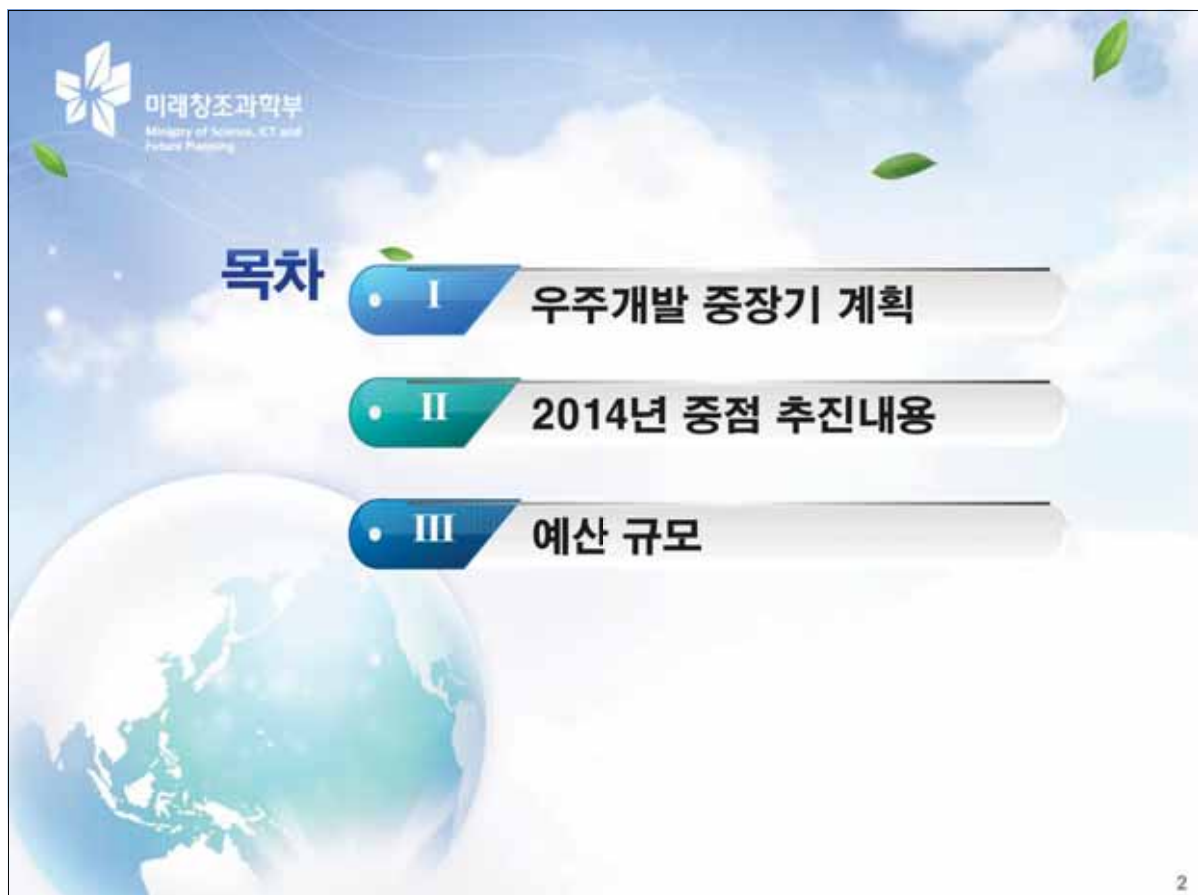 미래창조과학부
Ministry of Science, ICT and
Future Planning
목차
I 우주개발 중장기 계획
II 2014년 중점 추진내용
III 예산 규모
2